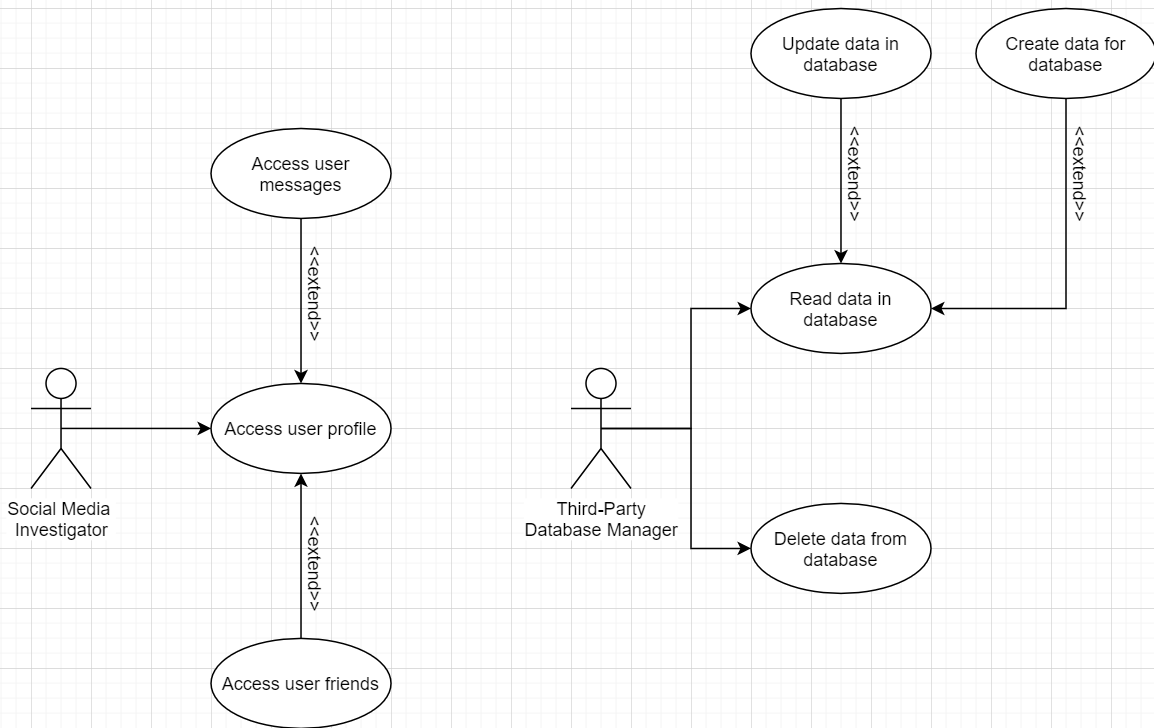 Update data in
database
Create data for
database
<<extend>>
<<extend>>
Access user
messages
<<extend>>
Read data in
database
Access user profile
Social Media
Investigator
Third-Party
Database Manager
<<extend>>
Delete data from
database
Access user friends